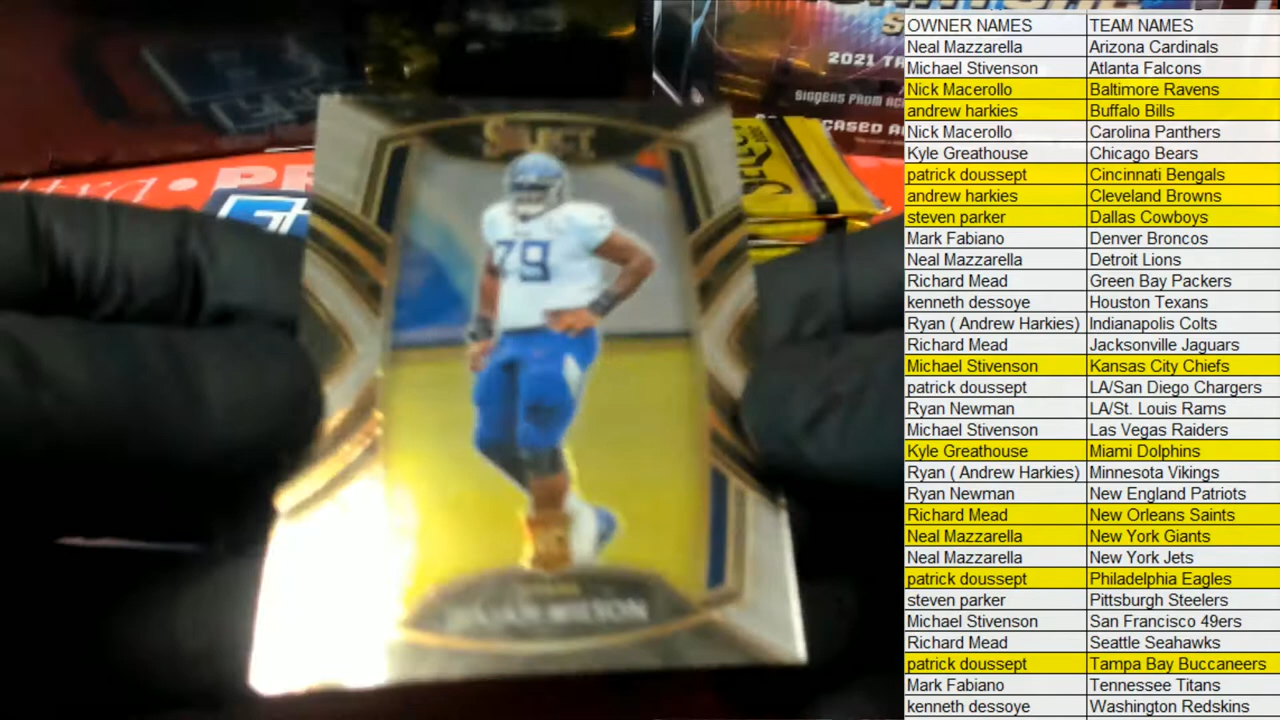 SELECT
79
2021
BIGGERS FROM
CASED
SELECT
OWNER NAMES TEAM NAMES
Neal Mazzarella Arizona Cardinals
Michael Stivenson Atlanta Falcons
Nick Macerollo Baltimore Ravens
andrew harkies Buffalo Bills
Nick Macerollo Carolina Panthers
Kyle Greathouse Chicago Bears
patrick doussept Cincinnati Bengals
andrew harkies Cleveland Browns
steven parker Dallas Cowboys
Mark Fabiano Denver Broncos
Neal Mazzarella Detroit Lions
Richard Mead Green Bay Packers
kenneth dessoye Houston Texans
Ryan ( Andrew Harkies) Indianapolis Colts
Richard Mead Jacksonville Jaguars
Michael Stivenson Kansas City Chiefs
patrick doussept LA/San Diego Chargers
Ryan Newman LA/St. Louis Rams
Michael Stivenson Las Vegas Raiders
Kyle Greathouse Miami Dolphins
Ryan ( Andrew Harkies) Minnesota Vikings
Ryan Newman New England Patriots
Richard Mead New Orleans Saints
Neal Mazzarella New York Giants
Neal Mazzarella New York Jets
patrick doussept Philadelphia Eagles
steven parker Pittsburgh Steelers
Michael Stivenson San Francisco 49ers
Richard Mead Seattle Seahawks
patrick doussept Tampa Bay Buccaneers
Mark Fabiano Tennessee Titans
kenneth dessoye Washington Redskins